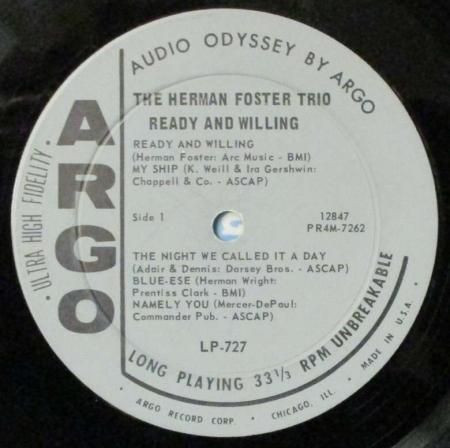 AUDIO ODYSSEY BY ARGO
ARGO
• ULTRA HIGH FIDELITY •
THE HERMAN FOSTER TRIO
READY AND WILLING
READY AND WILLING
(Herman Foster: Arc Music - BMI)
MY SHIP (K. Weill & Ira Gershwin:
Chappell & Co. - ASCAP)
Side 1
12847
PR4M-7262
THE NIGHT WE CALLED IT A DAY
(Adair & Dennis: Dorsey Bros. - ASCAP)
BLUE-ESE (Herman Wright:
Prentiss Clark - BMI)
NAMELY YOU (Mercer-DePaul:
Commander Pub. - ASCAP)
LP-727
LONG PLAYING 33 1/3 RPM UNBREAKABLE
• ARGO RECORD CORP. • CHICAGO, ILL. • MADE IN U.S.A. •